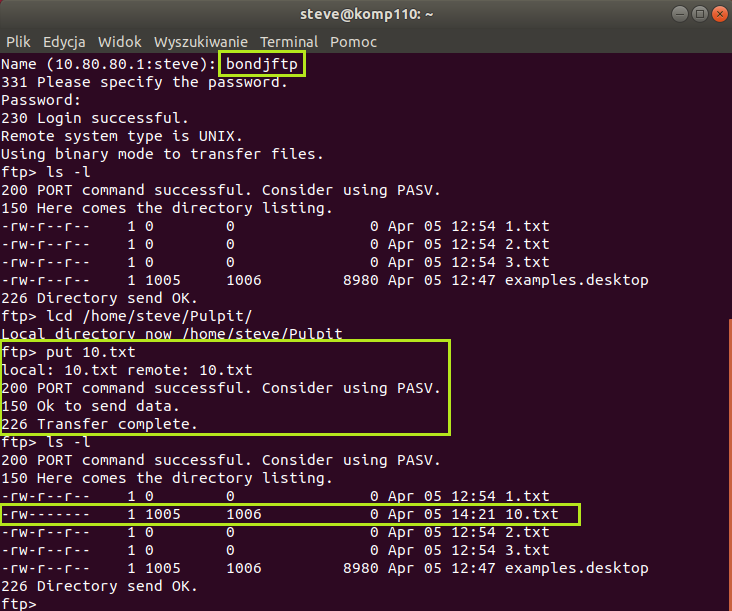 steve@komp110: ~
Plik Edycja Widok Wyszukiwanie Terminal Pomoc
Name (10.80.80.1:steve): bondjftp
331 Please specify the password.
Password:
230 Login successful.
Remote system type is UNIX.
Using binary mode to transfer files.
ftp> ls -l
200 PORT command successful. Consider using PASV.
150 Here comes the directory listing.
-rw-r--r--    1 0        0               0 Apr 05 12:54 1.txt
-rw-r--r--    1 0        0               0 Apr 05 12:54 2.txt
-rw-r--r--    1 0        0               0 Apr 05 12:54 3.txt
-rw-r--r--    1 1005     1006         8980 Apr 05 12:47 examples.desktop
226 Directory send OK.
ftp> lcd /home/steve/Pulpit/
Local directory now /home/steve/Pulpit
ftp> put 10.txt
local: 10.txt remote: 10.txt
200 PORT command successful. Consider using PASV.
150 Ok to send data.
226 Transfer complete.
ftp> ls -l
200 PORT command successful. Consider using PASV.
150 Here comes the directory listing.
-rw-r--r--    1 0        0               0 Apr 05 12:54 1.txt
-rw-------    1 1005     1006            0 Apr 05 14:21 10.txt
-rw-r--r--    1 0        0               0 Apr 05 12:54 2.txt
-rw-r--r--    1 0        0               0 Apr 05 12:54 3.txt
-rw-r--r--    1 1005     1006         8980 Apr 05 12:47 examples.desktop
226 Directory send OK.
ftp>